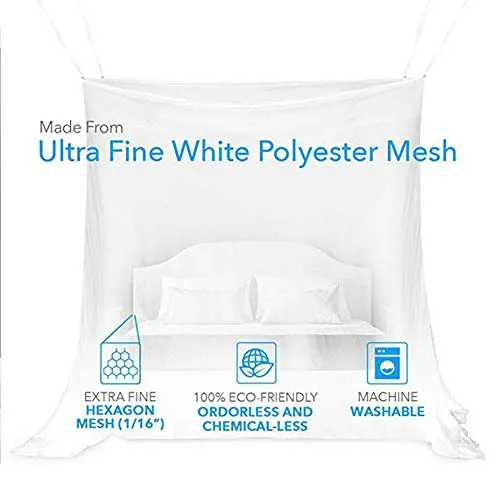 Made From
Ultra Fine White Polyester Mesh
EXTRA FINE
HEXAGON
MESH (1/16")
100% ECO-FRIENDLY
ORDORLESS AND
CHEMICAL-LESS
MACHINE
WASHABLE